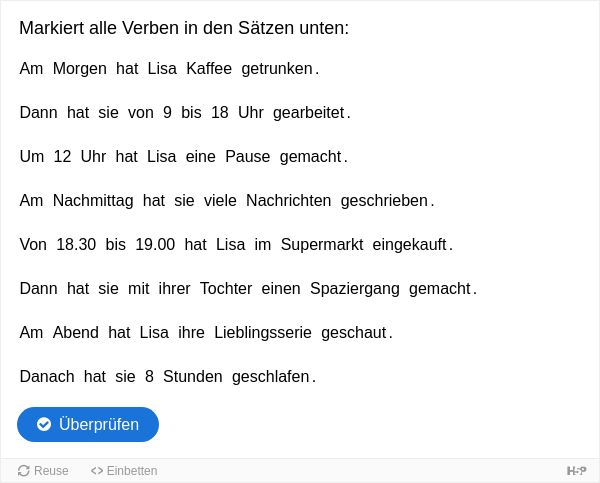 Markiert alle Verben in den Sätzen unten:
Am Morgen hat Lisa Kaffee getrunken.
Dann hat sie von 9 bis 18 Uhr gearbeitet.
Um 12 Uhr hat Lisa eine Pause gemacht.
Am Nachmittag hat sie viele Nachrichten geschrieben.
Von 18.30 bis 19.00 hat Lisa im Supermarkt eingekauft.
Dann hat sie mit ihrer Tochter einen Spaziergang gemacht.
Am Abend hat Lisa ihre Lieblingsserie geschaut.
Danach hat sie 8 Stunden geschlafen.
Überprüfen
Reuse Einbetten H5P